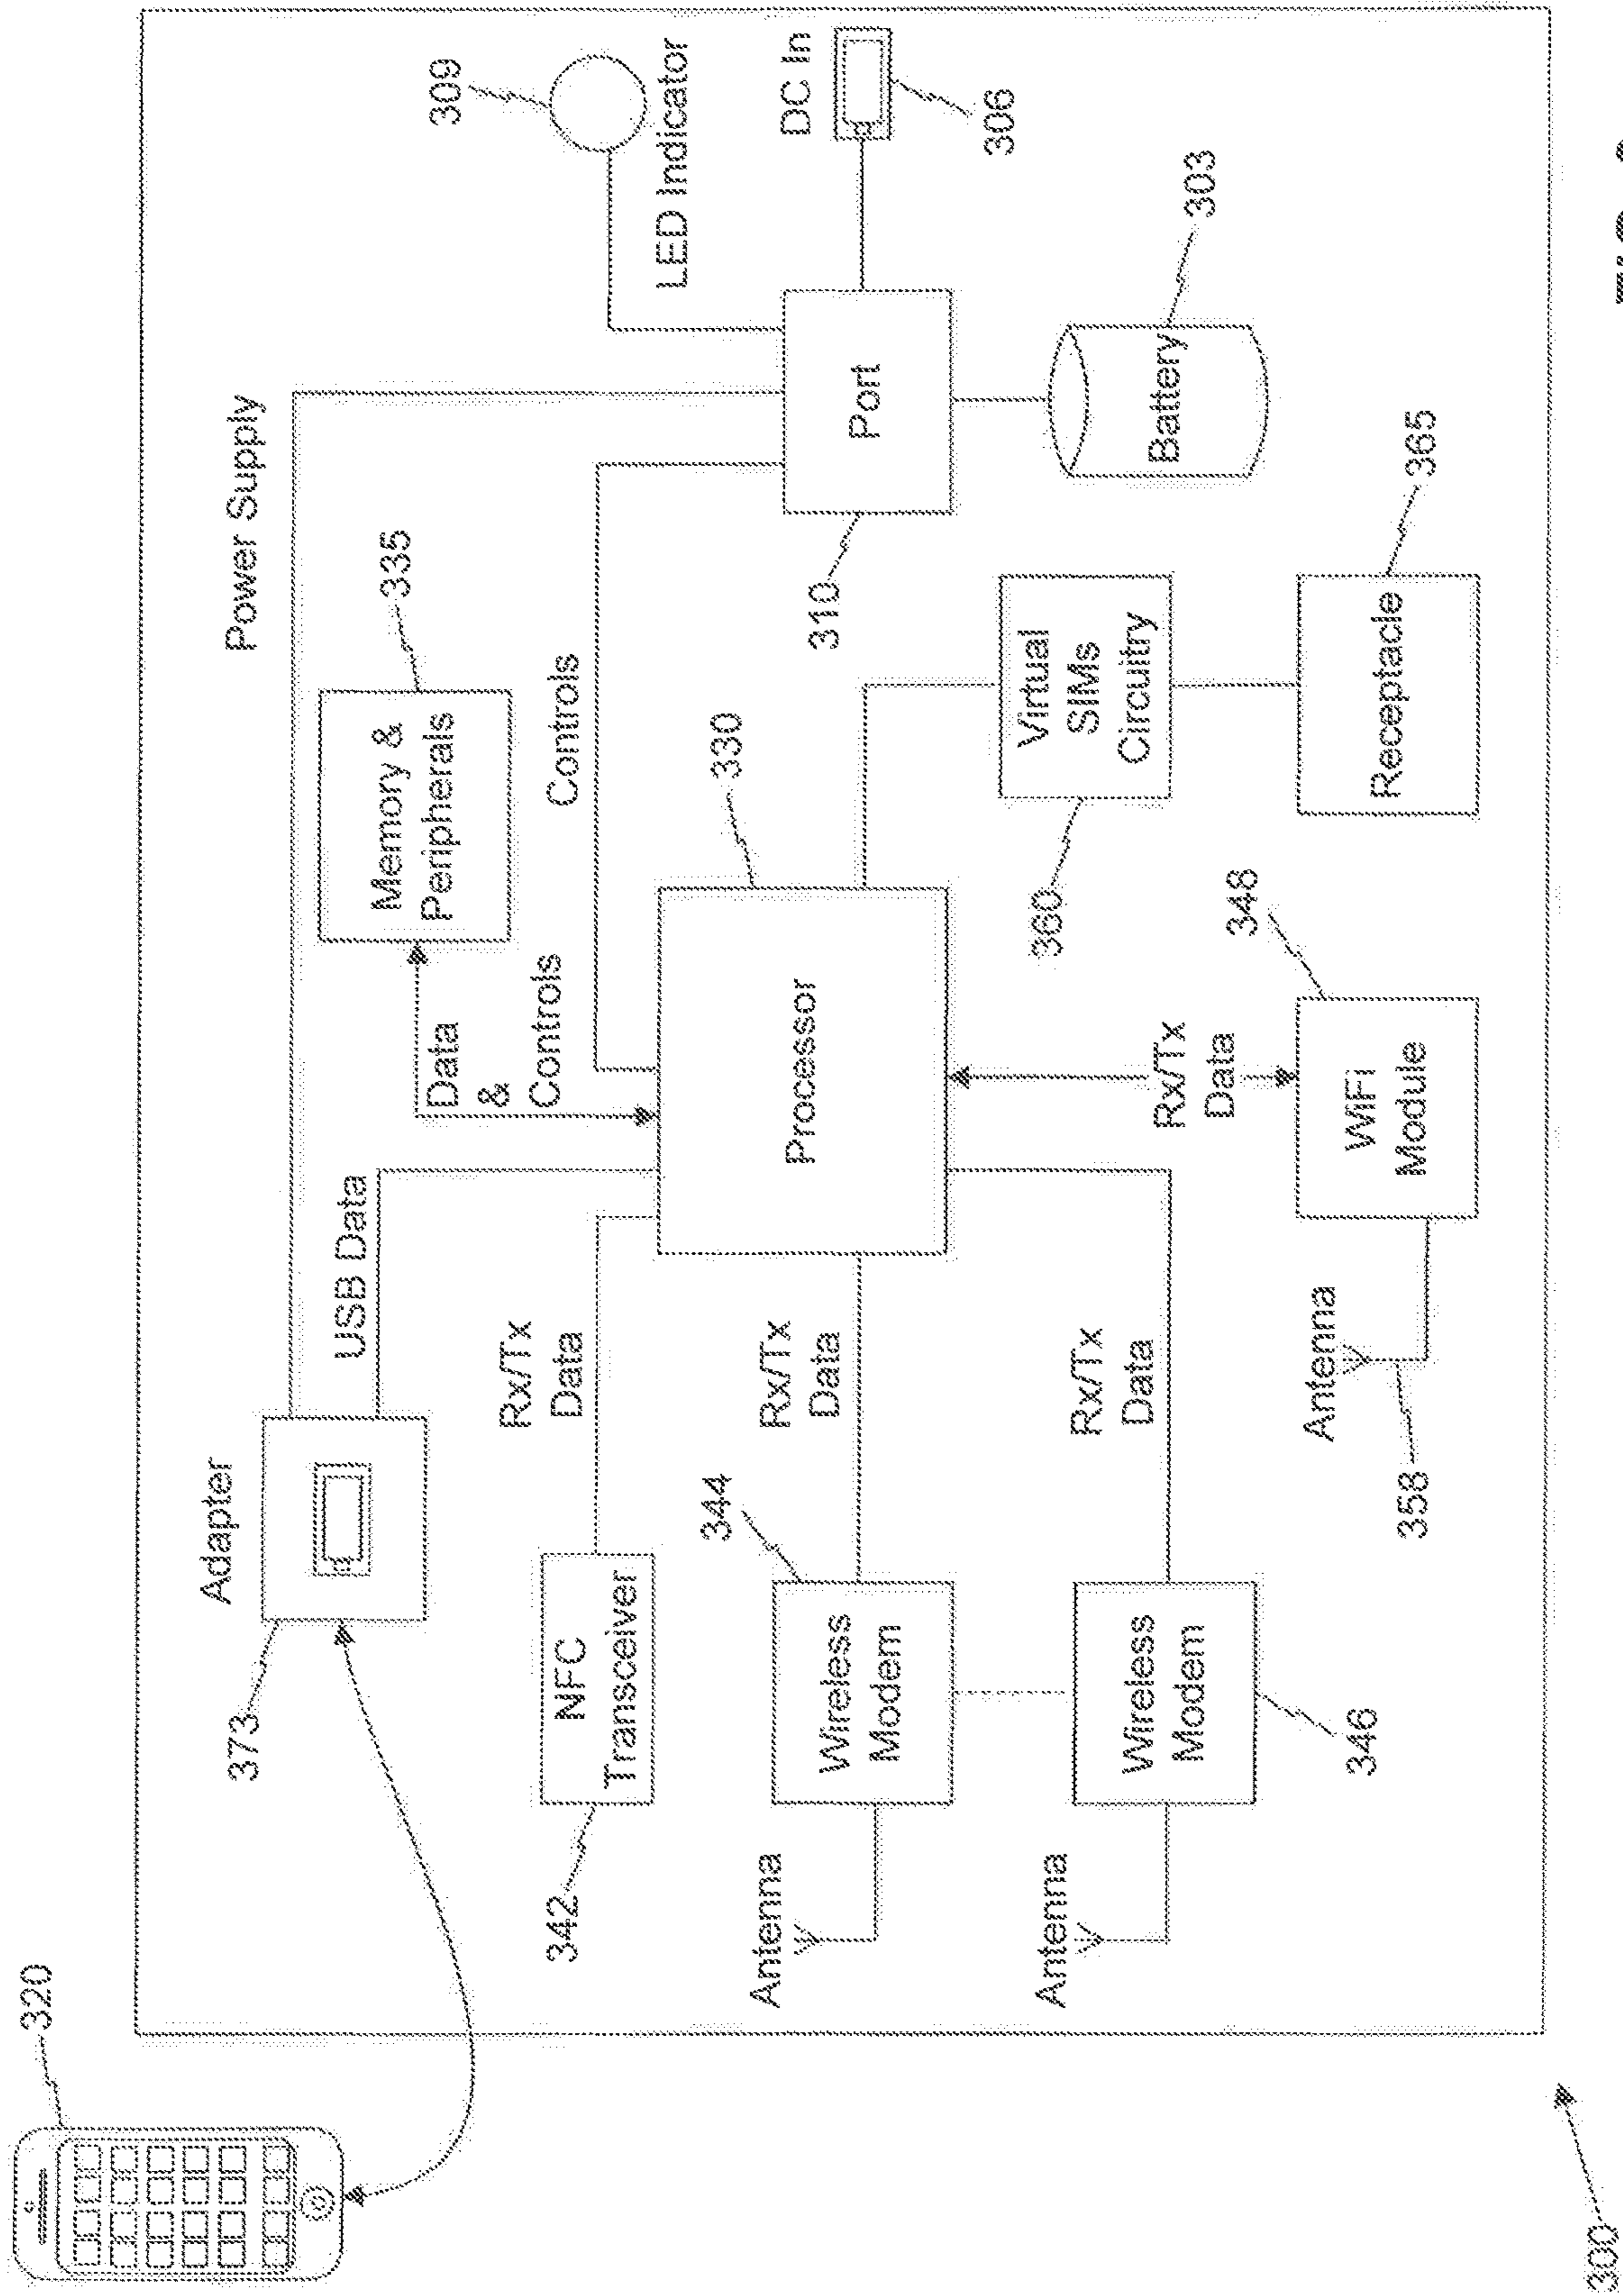 320
373
Adapter
USB Data
Power Supply
Memory &
Peripherals
335
Data
&
Controls
Controls
309
LED Indicator
DC In
306
342
NFC
Transceiver
Rx/Tx
Data
Processor
330
Port
310
Battery
303
Antenna
344
Wireless
Modem
Rx/Tx
Data
Virtual
SIMs
Circuitry
360
Receptacle
365
Antenna
Wireless
Modem
346
Rx/Tx
Data
Rx/Tx
Data
Antenna
358
WiFi
Module
348
300